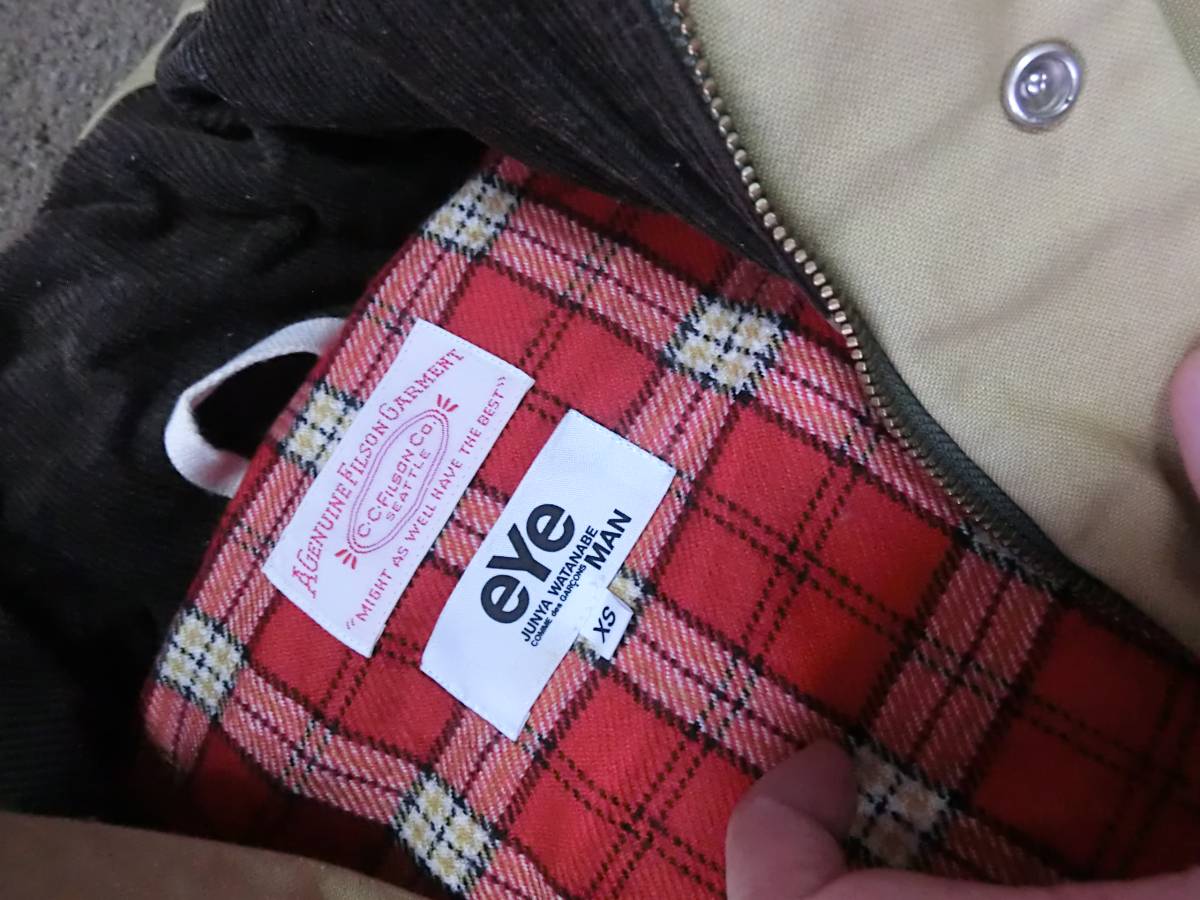 A GENUINE FILSON GARMENT
C.C. FILSON CO.
SEATTLE
"MIGHT AS WELL HAVE THE BEST"
eYe
JUNYA WATANABE
COMME des GARÇONS MAN
XS